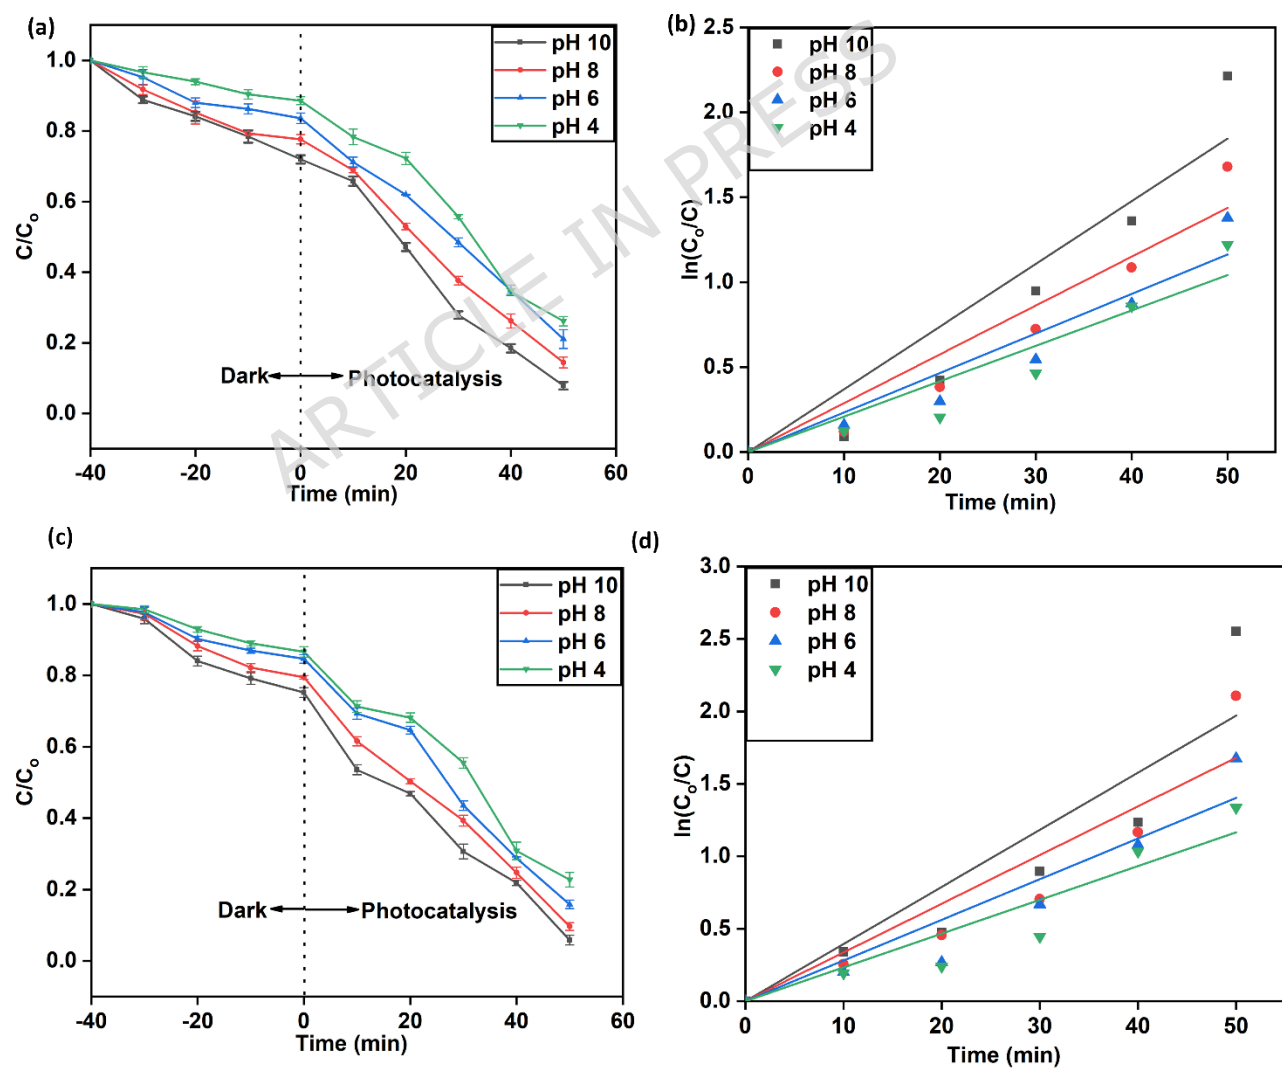 (a)
pH 10
pH 8
pH 6
pH 4
1.0
0.8
0.6
0.4
0.2
0.0
C/Co
Dark
Photocatalysis
-40 -20 0 20 40 60
Time (min)
(b)
pH 10
pH 8
pH 6
pH 4
2.5
2.0
1.5
1.0
0.5
0.0
ln(Co/C)
0 10 20 30 40 50
Time (min)
ARTICLE IN PRESS
(c)
pH 10
pH 8
pH 6
pH 4
1.0
0.8
0.6
0.4
0.2
0.0
C/Co
Dark
Photocatalysis
-40 -20 0 20 40 60
Time (min)
(d)
pH 10
pH 8
pH 6
pH 4
3.0
2.5
2.0
1.5
1.0
0.5
0.0
ln(Co/C)
0 10 20 30 40 50
Time (min)